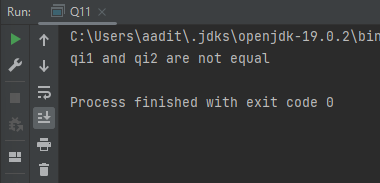 Run: Q11
C:\Users\aadit\.jdks\openjdk-19.0.2\bin
qi1 and qi2 are not equal
Process finished with exit code 0